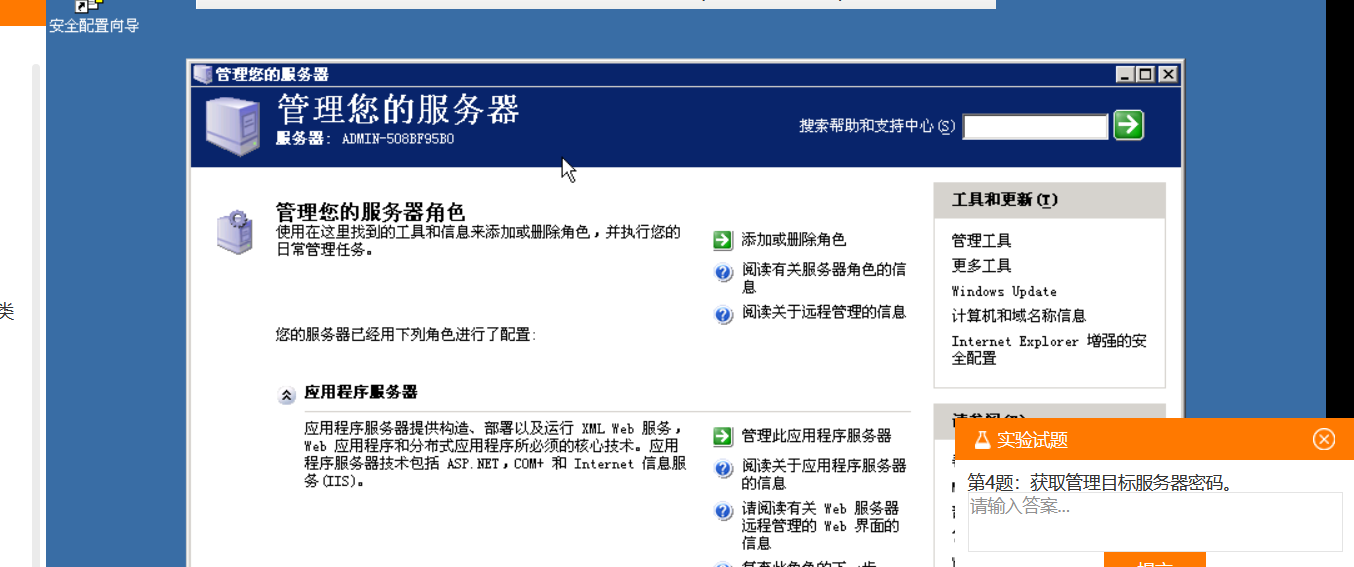 安全配置向导
管理您的服务器
管理您的服务器
服务器: ADMIN-508BF95B0
搜索帮助和支持中心(S)
管理您的服务器角色
使用在这里找到的工具和信息来添加或删除角色，并执行您的
日常管理任务。
添加或删除角色
阅读有关服务器角色的信
息
阅读关于远程管理的信息
您的服务器已经用下列角色进行了配置:
应用程序服务器
应用程序服务器提供构造、部署以及运行 XML Web 服务，
Web 应用程序和分布式应用程序所必须的核心技术。应用
程序服务器技术包括 ASP.NET，COM+ 和 Internet 信息服
务(IIS)。
管理此应用程序服务器
阅读关于应用程序服务器
的信息
请阅读有关 Web 服务器
远程管理的 Web 界面的
信息
工具和更新(T)
管理工具
更多工具
Windows Update
计算机和域名称信息
Internet Explorer 增强的安
全配置
类
实验试题
第4题：获取管理目标服务器密码。
请输入答案...